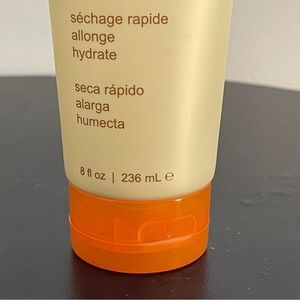 séchage rapide
allonge
hydrate
seca rápido
alarga
humecta
8 fl oz | 236 mL ℮